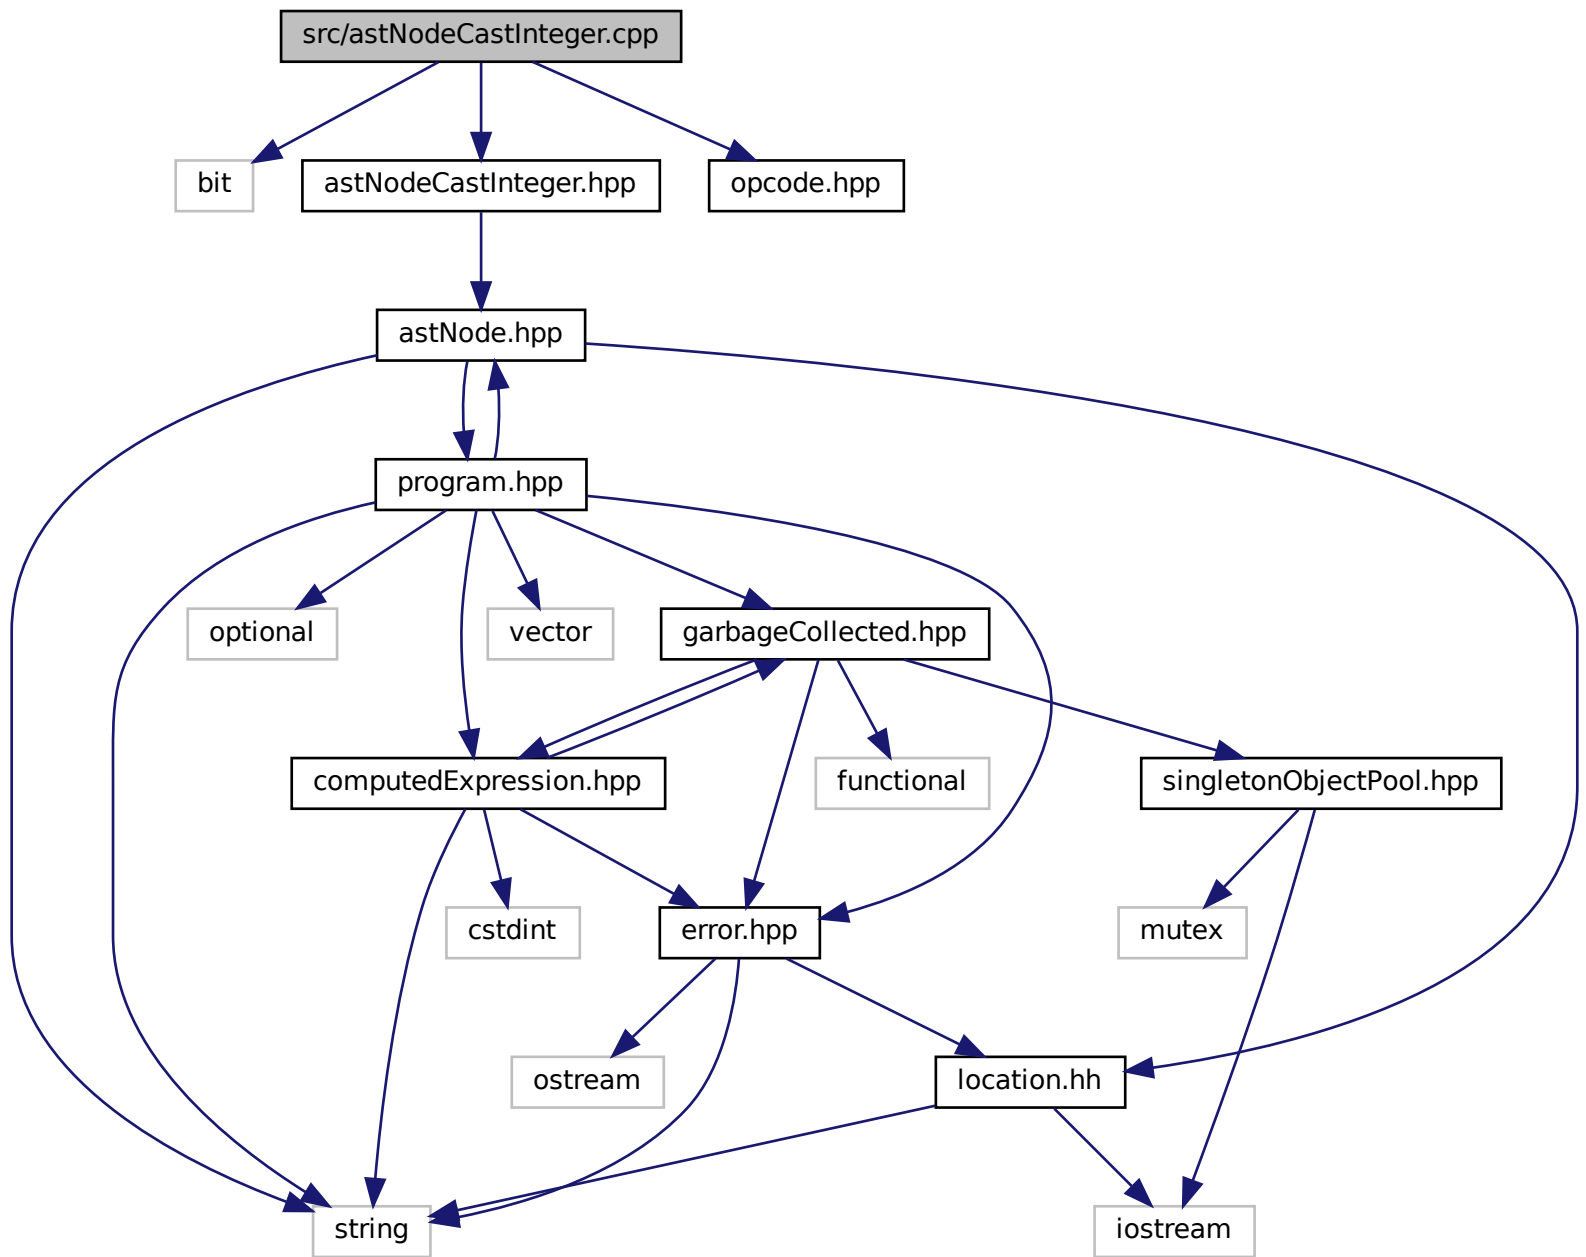 src/astNodeCastInteger.cpp
bit
astNodeCastInteger.hpp
opcode.hpp
astNode.hpp
program.hpp
optional
vector
garbageCollected.hpp
computedExpression.hpp
functional
singletonObjectPool.hpp
cstdint
error.hpp
mutex
ostream
location.hh
string
iostream